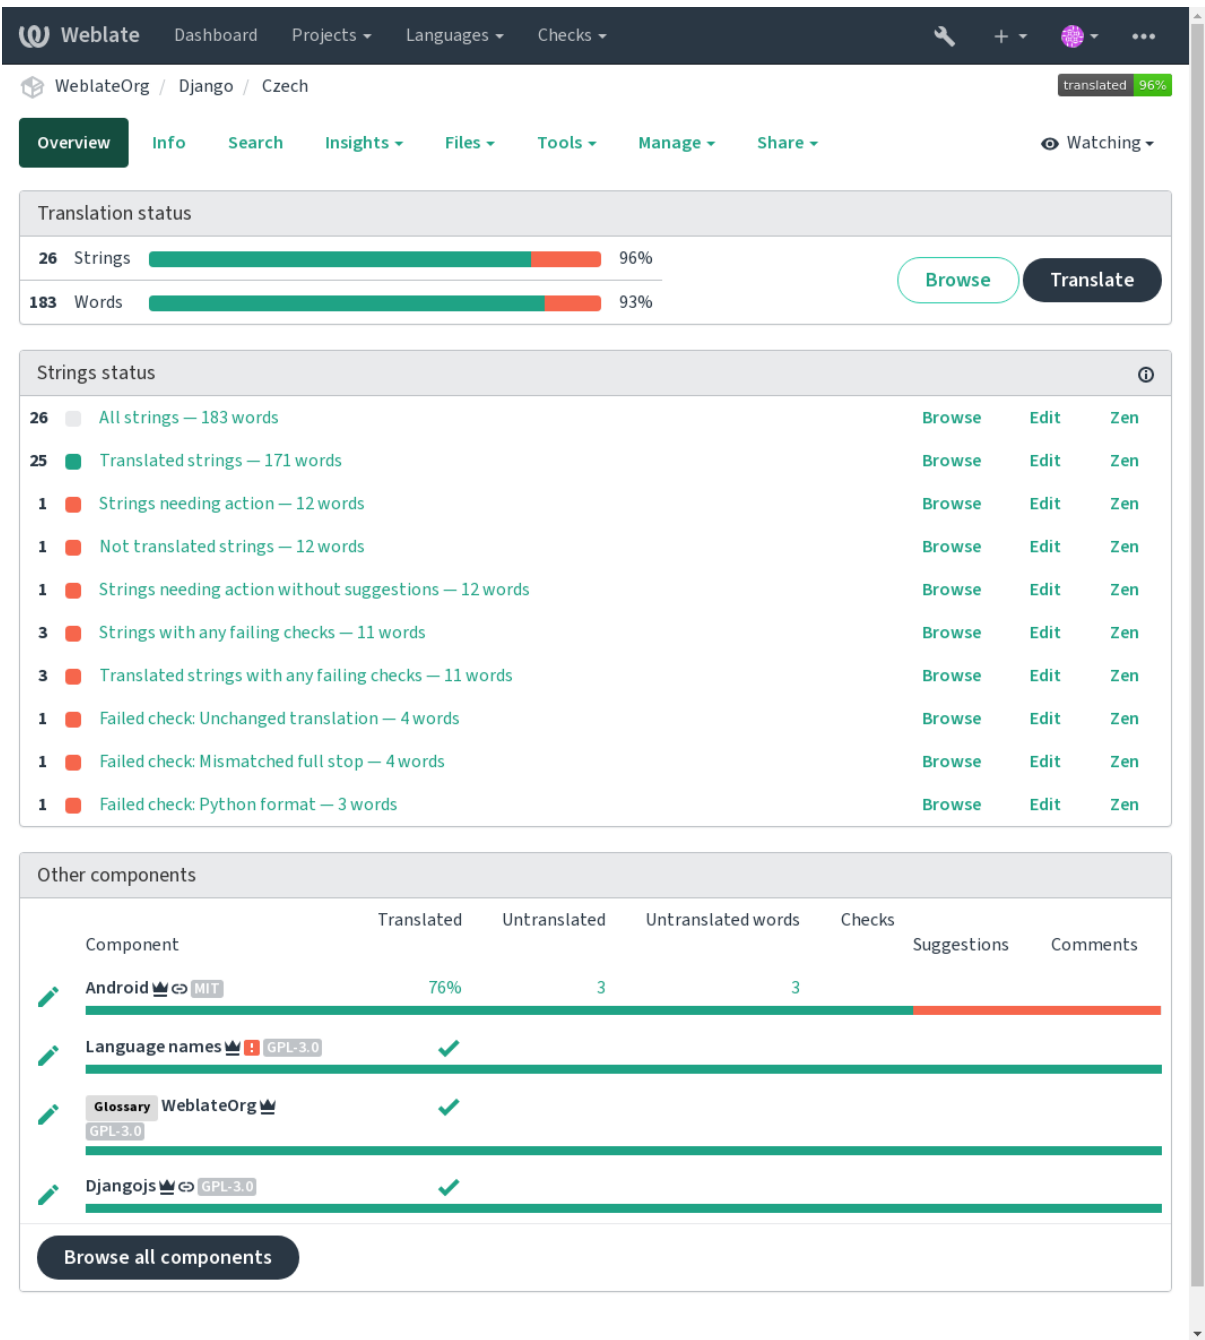 Weblate Dashboard Projects Languages Checks
WeblateOrg / Django / Czech translated 96%
Overview Info Search Insights Files Tools Manage Share Watching
Translation status
26 Strings 96%
Browse Translate
183 Words 93%
Strings status
26 All strings — 183 words Browse Edit Zen
25 Translated strings — 171 words Browse Edit Zen
1 Strings needing action — 12 words Browse Edit Zen
1 Not translated strings — 12 words Browse Edit Zen
1 Strings needing action without suggestions — 12 words Browse Edit Zen
3 Strings with any failing checks — 11 words Browse Edit Zen
3 Translated strings with any failing checks — 11 words Browse Edit Zen
1 Failed check: Unchanged translation — 4 words Browse Edit Zen
1 Failed check: Mismatched full stop — 4 words Browse Edit Zen
1 Failed check: Python format — 3 words Browse Edit Zen
Other components
Translated Untranslated Untranslated words Checks
Component Suggestions Comments
Android MIT 76% 3 3
Language names GPL-3.0
Glossary WeblateOrg
GPL-3.0
Djangojs GPL-3.0
Browse all components